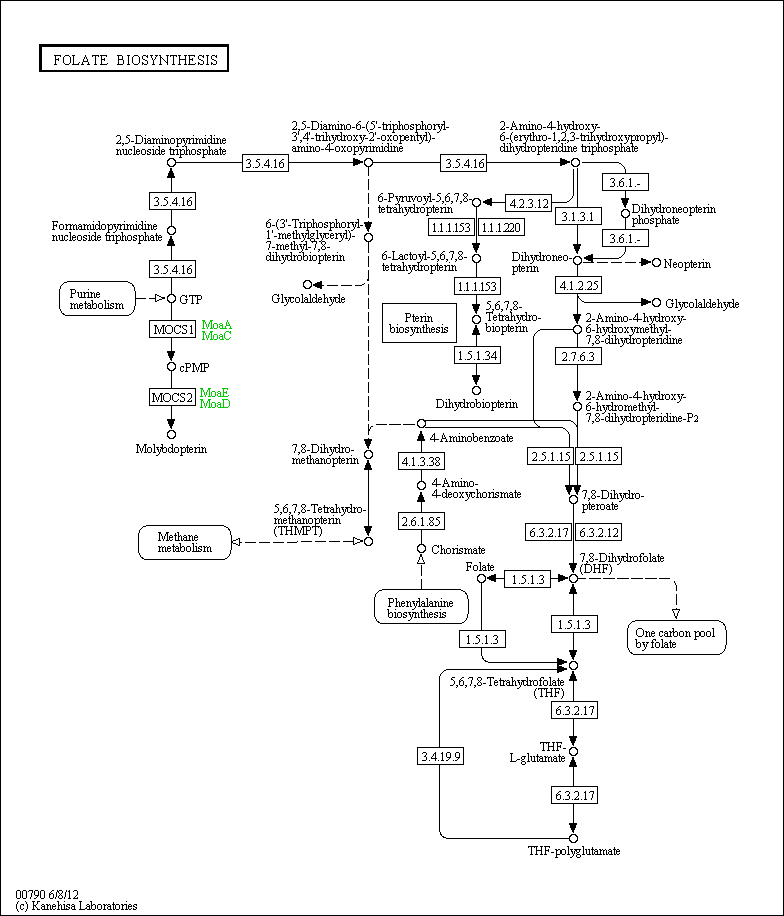 FOLATE BIOSYNTHESIS
2,5-Diaminopyrimidine
nucleoside triphosphate
2,5-Diamino-6-(5'-triphosphoryl-
3',4'-trihydroxy-2'-oxopentyl)-
amino-4-oxopyrimidine
2-Amino-4-hydroxy-
6-(erythro-1,2,3-trihydroxypropyl)-
dihydropteridine triphosphate
3.5.4.16
3.5.4.16
3.5.4.16
Formamidopyrimidine
nucleoside triphosphate
3.5.4.16
Purine
metabolism
GTP
MOCS1
MoaA
MoaC
cPMP
MOCS2
MoaE
MoaD
Molybdopterin
6-(3'-Triphosphoryl-
1'-methylglyceryl)-
7-methyl-7,8-
dihydrobiopterin
Glycolaldehyde
6-Pyruvoyl-5,6,7,8-
tetrahydropterin
4.2.3.12
3.1.3.1
3.6.1.-
Dihydroneopterin
phosphate
3.6.1.-
1.1.1.153
1.1.1.220
6-Lactoyl-5,6,7,8-
tetrahydropterin
Dihydroneo-
pterin
Neopterin
1.1.1.153
4.1.2.25
Glycolaldehyde
Pterin
biosynthesis
5,6,7,8-
Tetrahydro-
biopterin
2-Amino-4-hydroxy-
6-hydroxymethyl-
7,8-dihydropteridine
1.5.1.34
2.7.6.3
Dihydrobiopterin
2-Amino-4-hydroxy-
6-hydromethyl-
7,8-dihydropteridine-P2
4-Aminobenzoate
7,8-Dihydro-
methanopterin
4.1.3.38
2.5.1.15
2.5.1.15
4-Amino-
4-deoxychorismate
7,8-Dihydro-
pteroate
5,6,7,8-Tetrahydro-
methanopterin
(THMPT)
2.6.1.85
6.3.2.17
6.3.2.12
Methane
metabolism
Chorismate
7,8-Dihydrofolate
(DHF)
Folate
1.5.1.3
Phenylalanine
biosynthesis
1.5.1.3
1.5.1.3
One carbon pool
by folate
5,6,7,8-Tetrahydrofolate
(THF)
6.3.2.17
3.4.19.9
THF-
L-glutamate
6.3.2.17
THF-polyglutamate
00790 6/8/12
(c) Kanehisa Laboratories